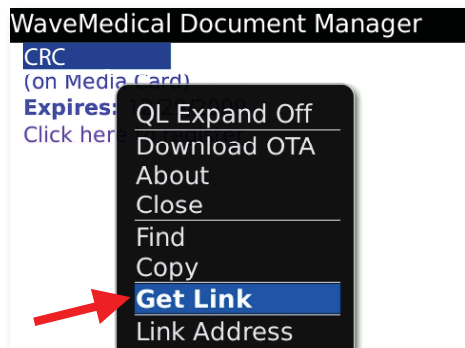 WaveMedical Document Manager
CRC
(on Media Card)
Expires:
Click here
QL Expand Off
Download OTA
About
Close
Find
Copy
Get Link
Link Address